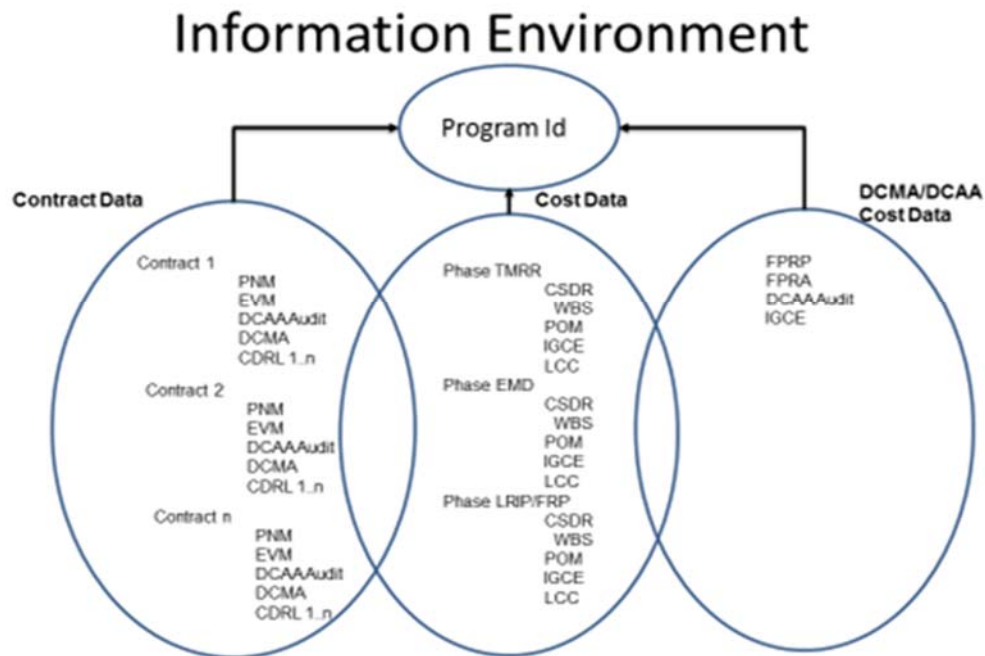 Information Environment
Program Id
Contract Data
Cost Data
DCMA/DCAA
Cost Data
Contract 1
PNM
EVM
DCAAAudit
DCMA
CDRL 1..n
Contract 2
PNM
EVM
DCAAAudit
DCMA
CDRL 1..n
Contract n
PNM
EVM
DCAAAudit
DCMA
CDRL 1..n
Phase TMRR
CSDR
WBS
POM
IGCE
LCC
Phase EMD
CSDR
WBS
POM
IGCE
LCC
Phase LRIP/FRP
CSDR
WBS
POM
IGCE
LCC
FPRP
FPRA
DCAAAudit
IGCE